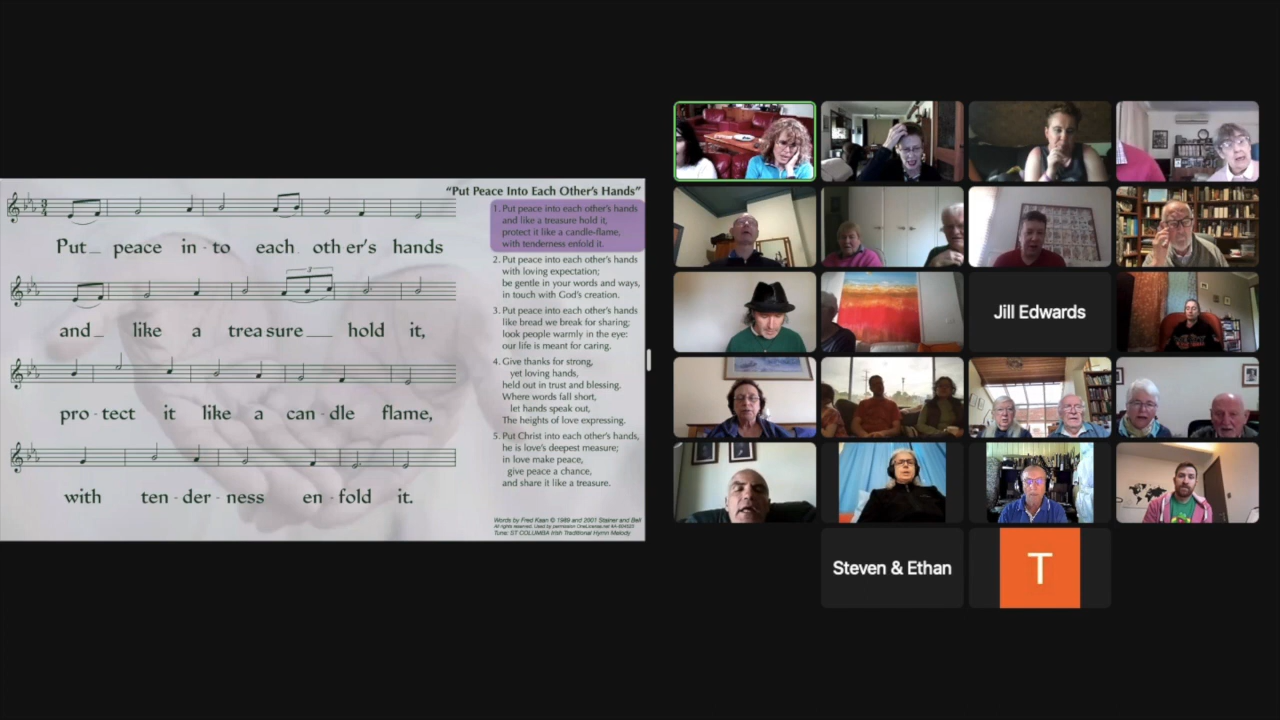 "Put Peace Into Each Other's Hands"
Put peace in - to each other's hands
and like a trea sure hold it,
pro - tect it like a can - dle flame,
with ten - der - ness en - fold it.
1. Put peace into each other's hands
and like a treasure hold it,
protect it like a candle-flame,
with tenderness enfold it.
2. Put peace into each other's hands
with loving expectation;
be gentle in your words and ways,
in touch with God's creation.
3. Put peace into each other's hands
like bread we break for sharing;
look people warmly in the eye:
our life is meant for caring.
4. Give thanks for strong,
yet loving hands,
held out in trust and blessing.
Where words fall short,
let hands speak out,
The heights of love expressing.
5. Put Christ into each other's hands,
he is love's deepest measure;
in love make peace,
give peace a chance,
and share it like a treasure.
Words by Fred Kaan © 1989 and 2001 Stainer and Bell
All rights reserved. Used by permission OneLicense.net
Tune: ST COLUMBA Irish Traditional Hymn Melody
Jill Edwards
Steven & Ethan
T